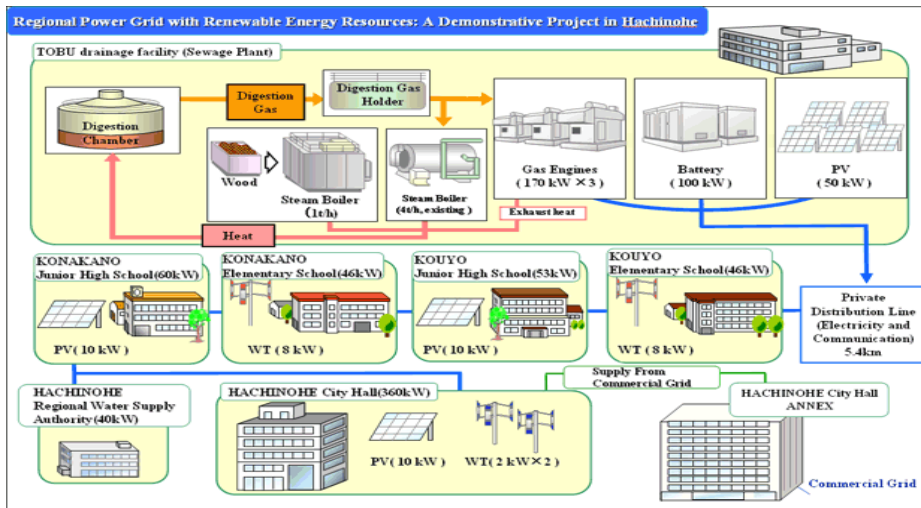 Regional Power Grid with Renewable Energy Resources: A Demonstrative Project in Hachinohe
TOBU drainage facility (Sewage Plant)
Digestion
Chamber
Digestion
Gas
Digestion Gas
Holder
Wood
Steam Boiler
(1t/h)
Steam Boiler
(4t/h, existing )
Gas Engines
( 170 kW ×3 )
Battery
( 100 kW )
PV
( 50 kW )
Exhaust heat
Heat
KONAKANO
Junior High School(60kW)
PV( 10 kW )
KONAKANO
Elementary School(46kW)
WT ( 8 kW )
KOUYO
Junior High School(53kW)
PV( 10 kW )
KOUYO
Elementary School(46kW)
WT ( 8 kW )
Private
Distribution Line
(Electricity and
Communication)
5.4km
HACHINOHE
Regional Water Supply
Authority(40kW)
HACHINOHE City Hall(360kW)
PV( 10 kW )
WT( 2 kW×2 )
Supply From
Commercial Grid
HACHINOHE City Hall
ANNEX
Commercial Grid